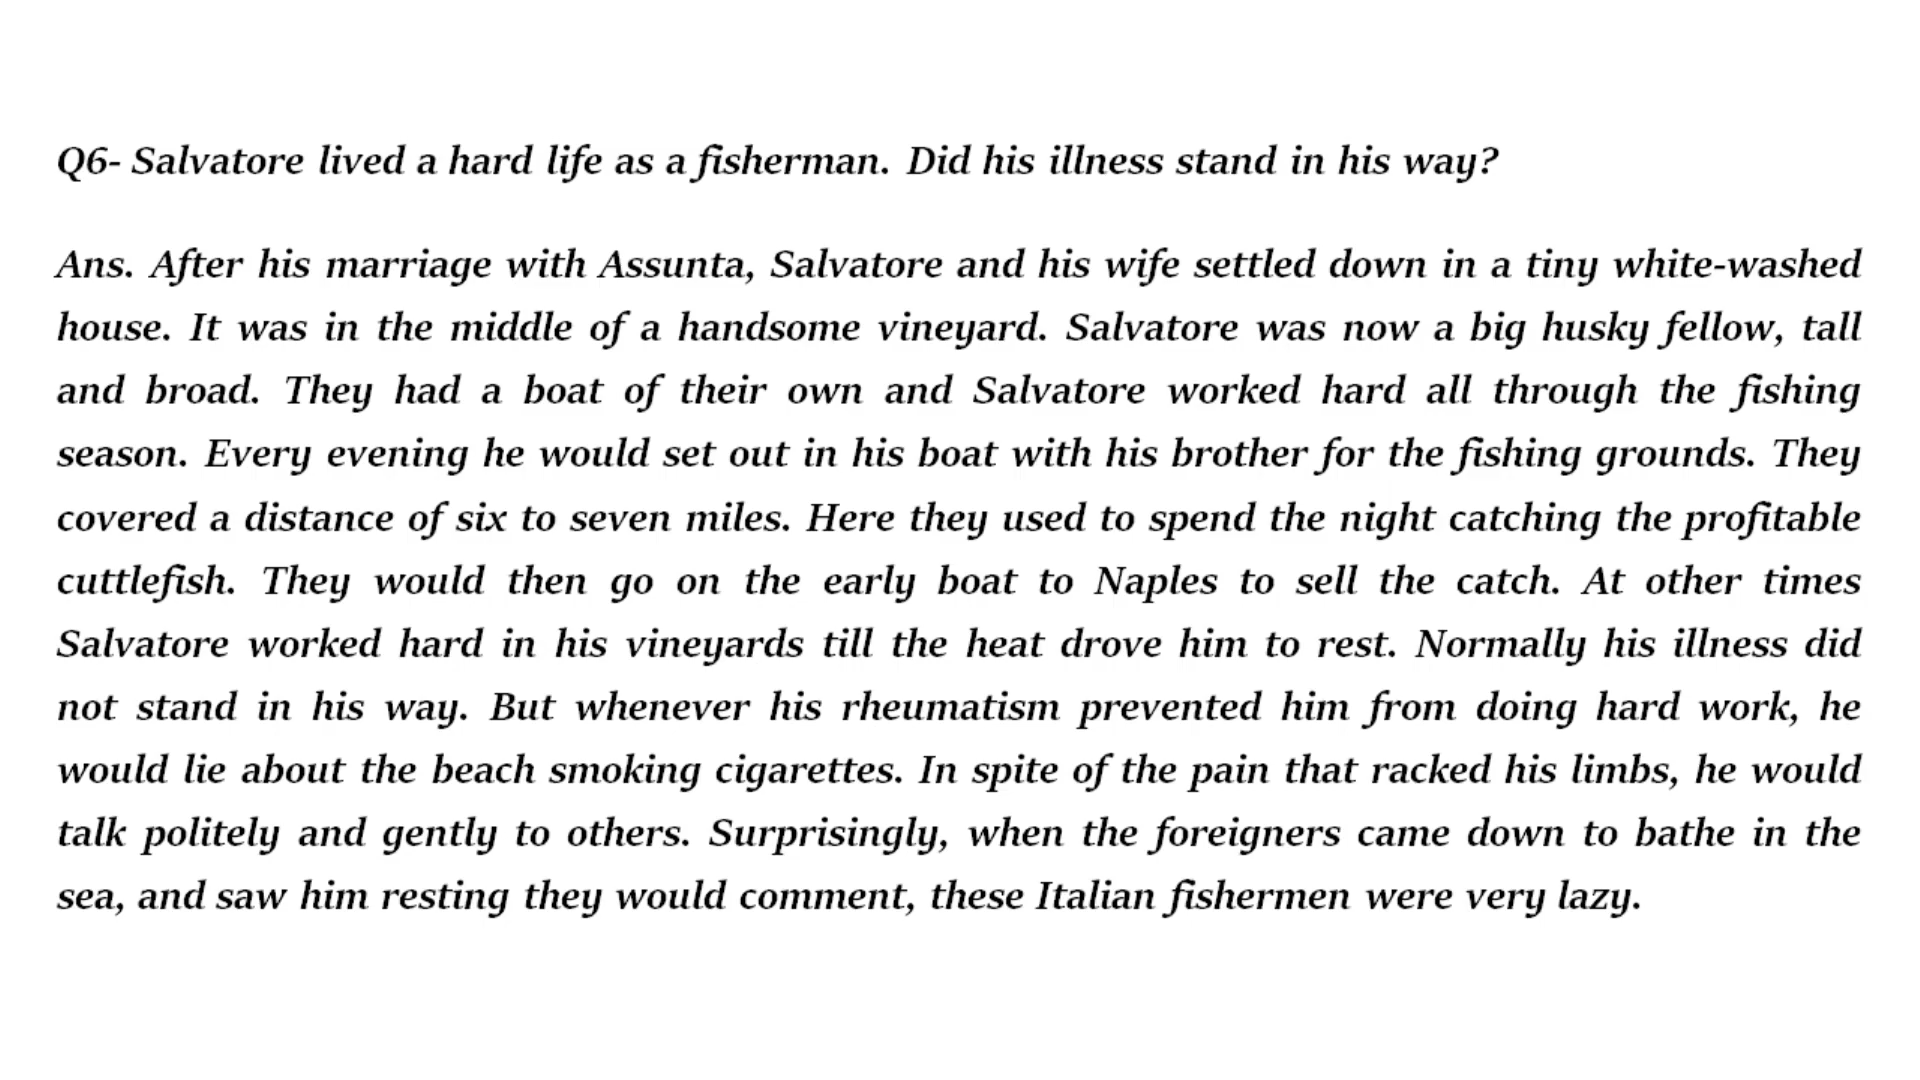 Q6- Salvatore lived a hard life as a fisherman. Did his illness stand in his way?
Ans. After his marriage with Assunta, Salvatore and his wife settled down in a tiny white-washed
house. It was in the middle of a handsome vineyard. Salvatore was now a big husky fellow, tall
and broad. They had a boat of their own and Salvatore worked hard all through the fishing
season. Every evening he would set out in his boat with his brother for the fishing grounds. They
covered a distance of six to seven miles. Here they used to spend the night catching the profitable
cuttlefish. They would then go on the early boat to Naples to sell the catch. At other times
Salvatore worked hard in his vineyards till the heat drove him to rest. Normally his illness did
not stand in his way. But whenever his rheumatism prevented him from doing hard work, he
would lie about the beach smoking cigarettes. In spite of the pain that racked his limbs, he would
talk politely and gently to others. Surprisingly, when the foreigners came down to bathe in the
sea, and saw him resting they would comment, these Italian fishermen were very lazy.